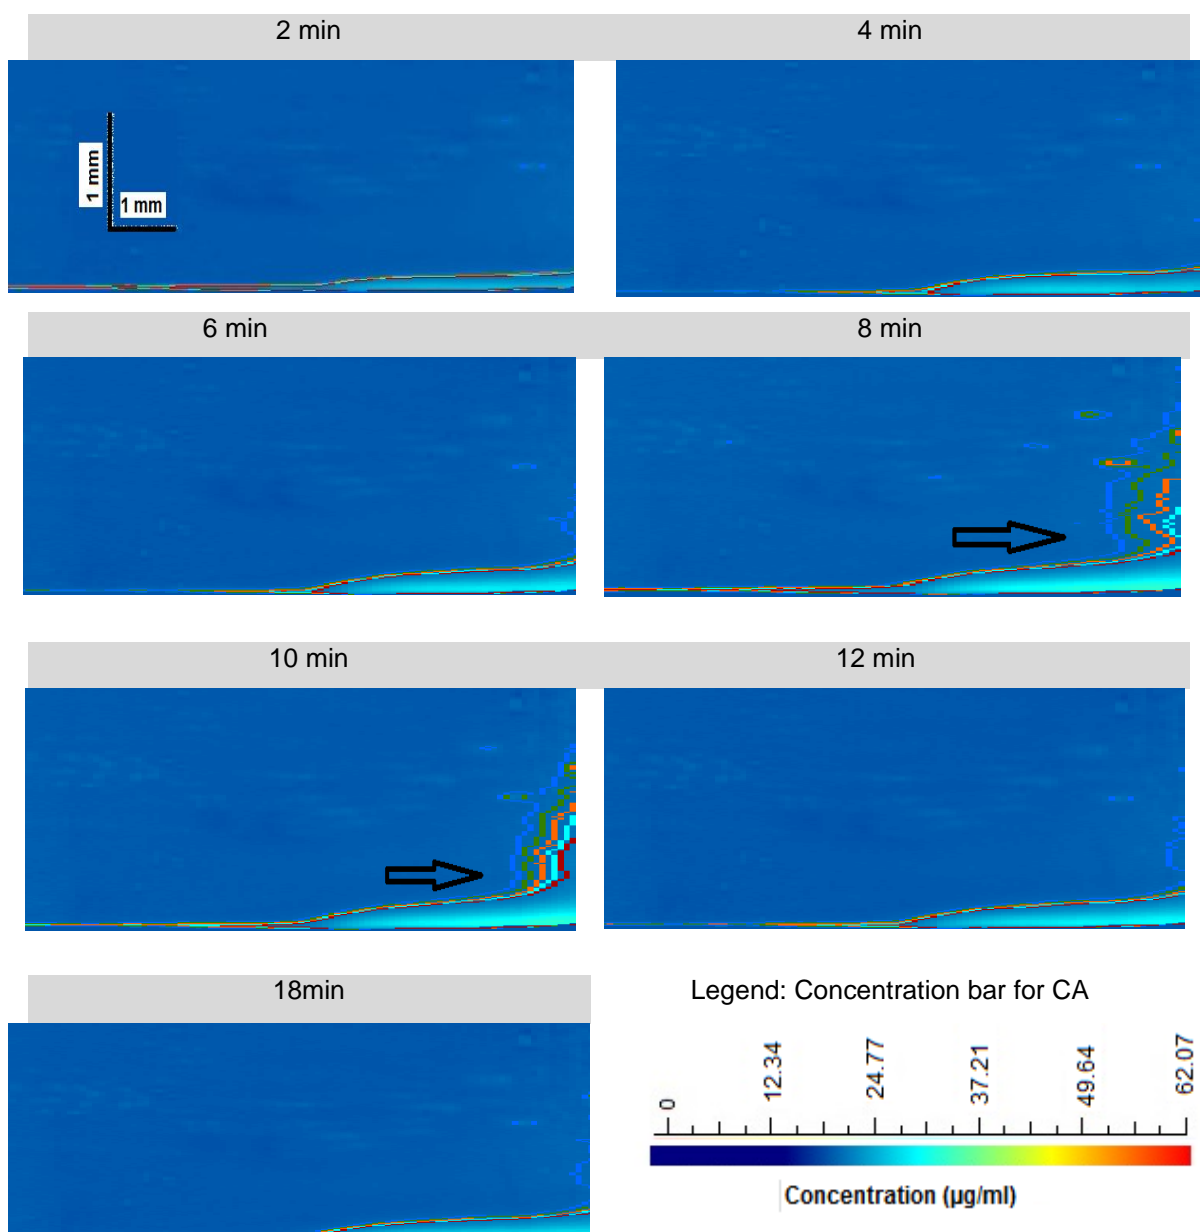 2 min
4 min
1 mm
1 mm
6 min
8 min
10 min
12 min
18min
Legend: Concentration bar for CA
0
12.34
24.77
37.21
49.64
62.07
Concentration (µg/ml)